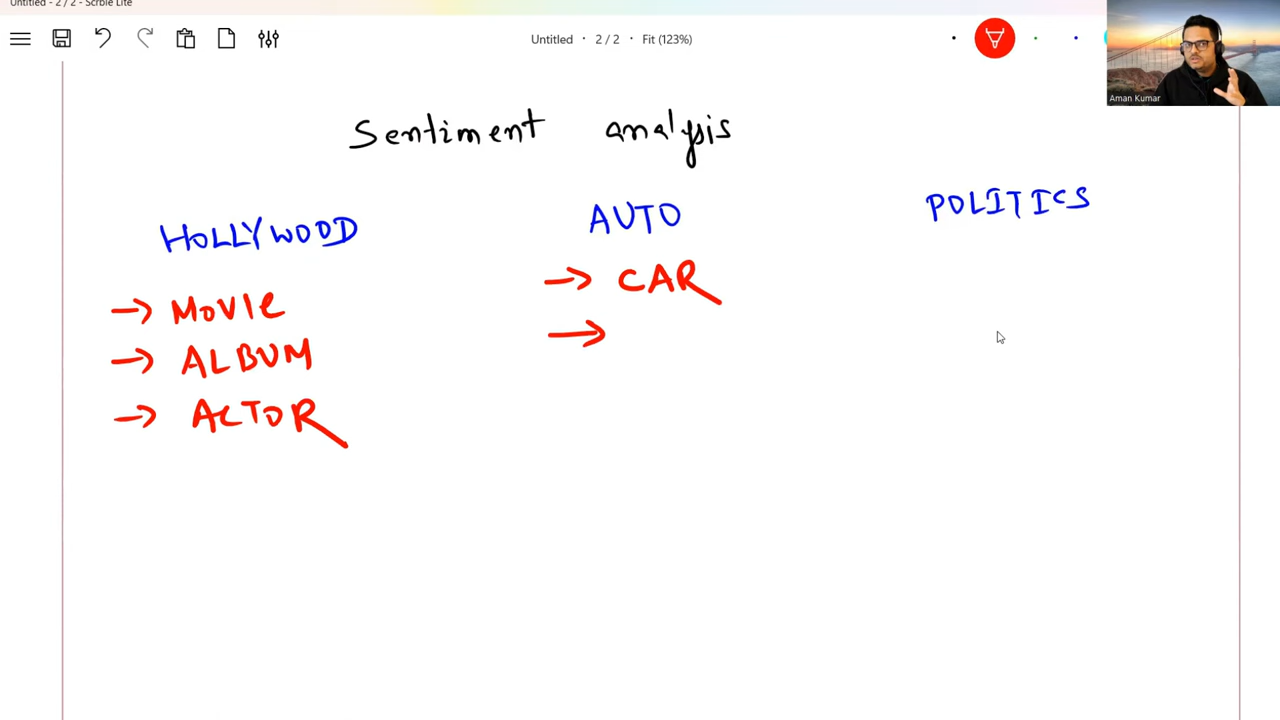 Untitled - 2 / 2 - Scrble Lite
Untitled • 2 / 2 • Fit (123%)
Aman Kumar
Sentiment analysis
HOLLYWOOD
→ MOVIE
→ ALBUM
→ ACTOR
AUTO
→ CAR
→
POLITICS